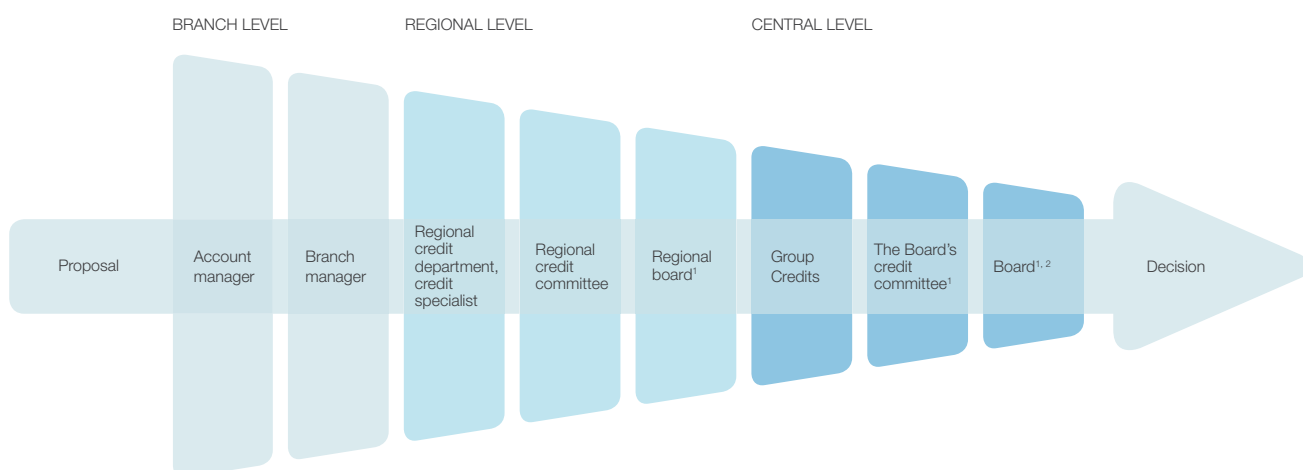 BRANCH LEVEL
REGIONAL LEVEL
CENTRAL LEVEL
Proposal
Account
manager
Branch
manager
Regional
credit
department,
credit
specialist
Regional
credit
committee
Regional
board¹
Group
Credits
The Board’s
credit
committee¹
Board¹˒ ²
Decision